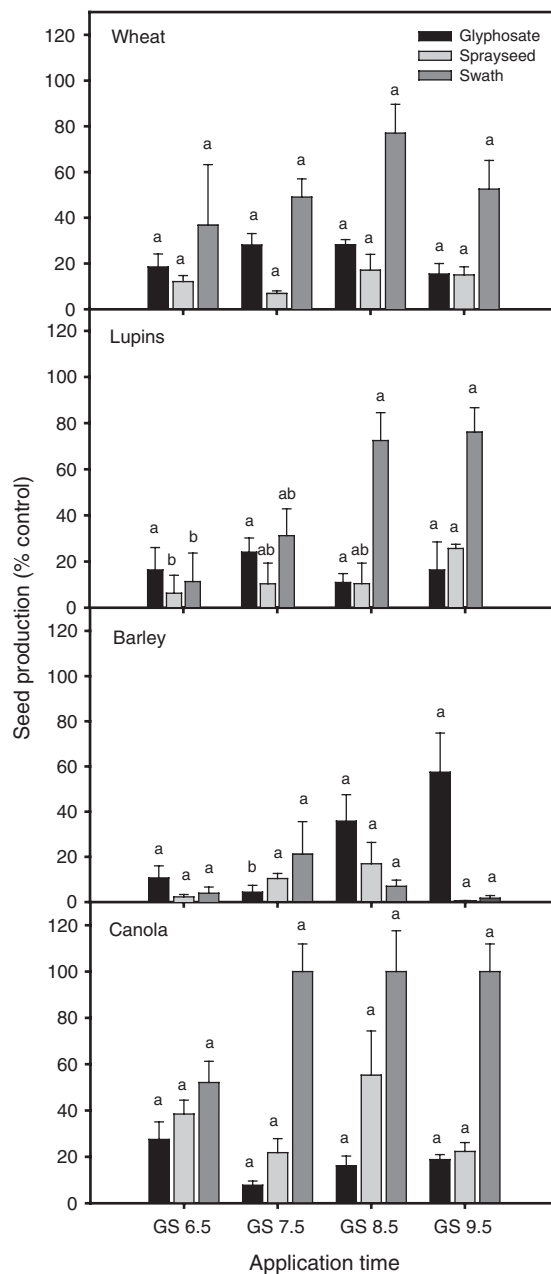 Wheat
Glyphosate
Sprayseed
Swath
120
100
80
60
40
20
0
a a a a a a a a a a a a
Lupins
120
100
80
60
40
20
0
a b b a ab ab a ab a a a a
Barley
120
100
80
60
40
20
0
a a a b a a a a a a a a
Canola
120
100
80
60
40
20
0
a a a a a a a a a a a a
Seed production (% control)
GS 6.5 GS 7.5 GS 8.5 GS 9.5
Application time